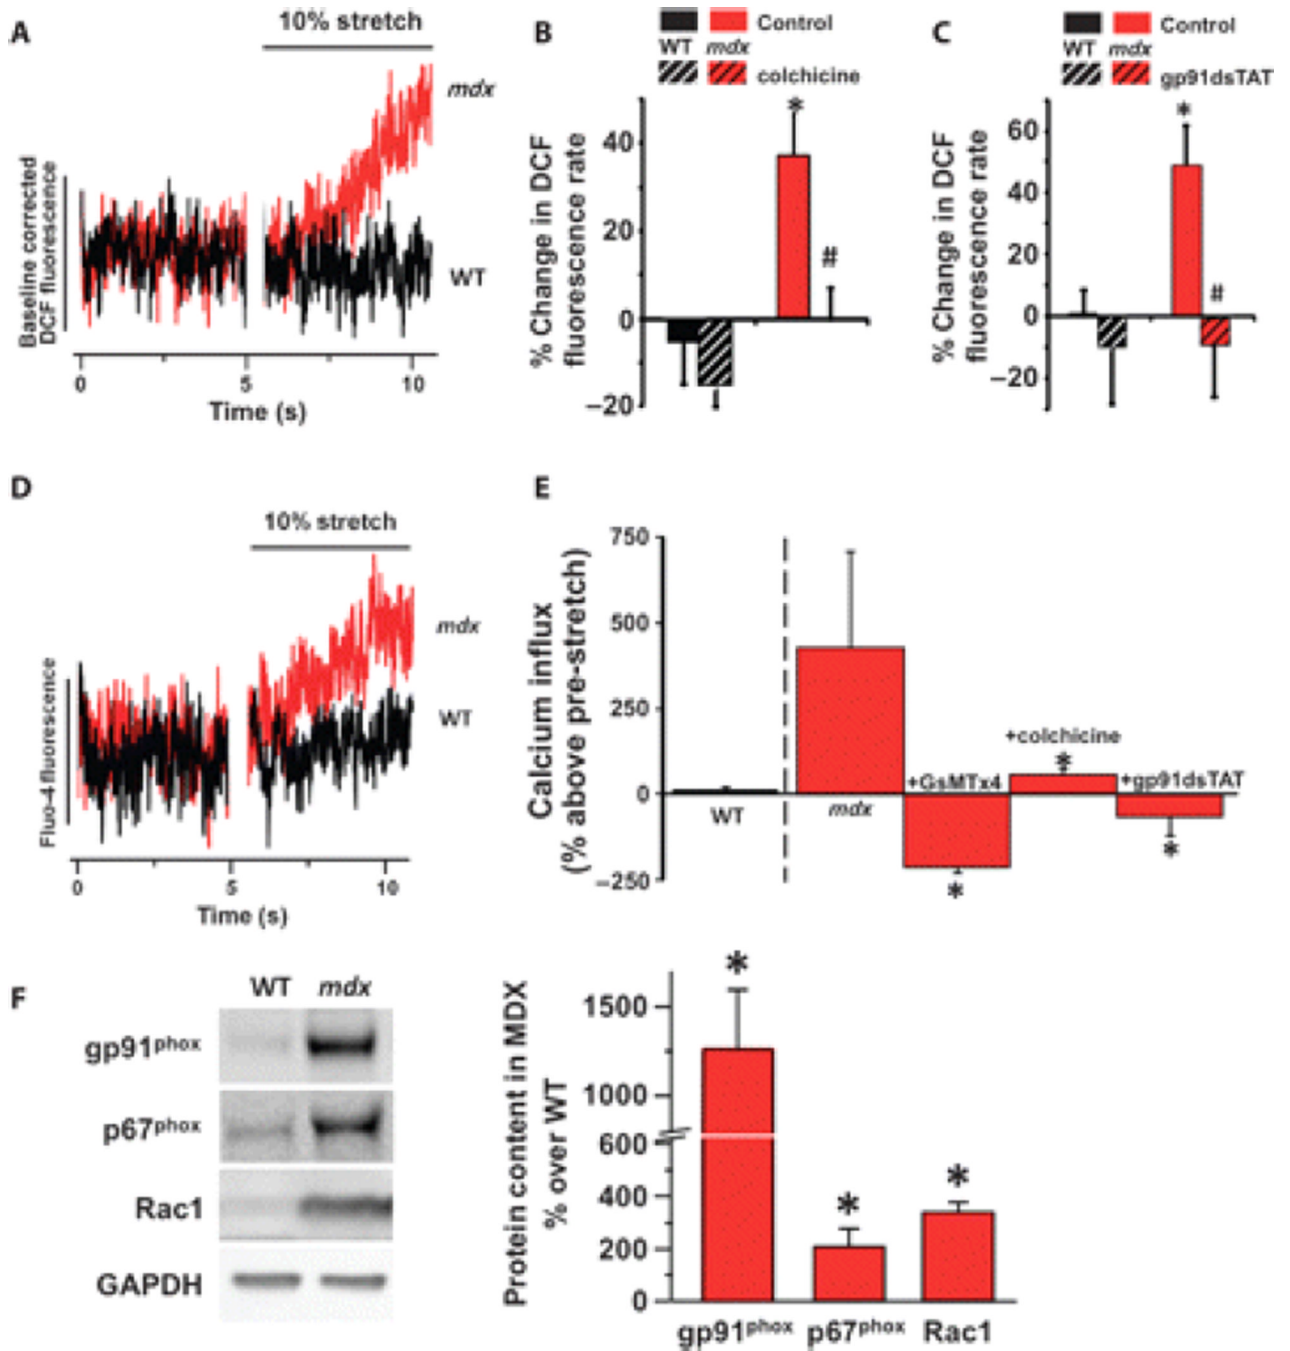 A
10% stretch
mdx
WT
Baseline corrected
DCF fluorescence
0
5
10
Time (s)
B
Control
WT mdx
colchicine
% Change in DCF
fluorescence rate
40
20
0
−20
*
#
C
Control
WT mdx
gp91dsTAT
% Change in DCF
fluorescence rate
60
40
20
0
−20
*
#
D
10% stretch
mdx
WT
Fluo-4 fluorescence
0
5
10
Time (s)
E
Calcium influx
(% above pre-stretch)
750
500
250
0
−250
WT
mdx
+GsMTx4
*
+colchicine
*
+gp91dsTAT
*
F
WT mdx
gp91phox
p67phox
Rac1
GAPDH
Protein content in MDX
% over WT
1500
1000
600
400
200
0
*
*
*
gp91phox p67phox Rac1